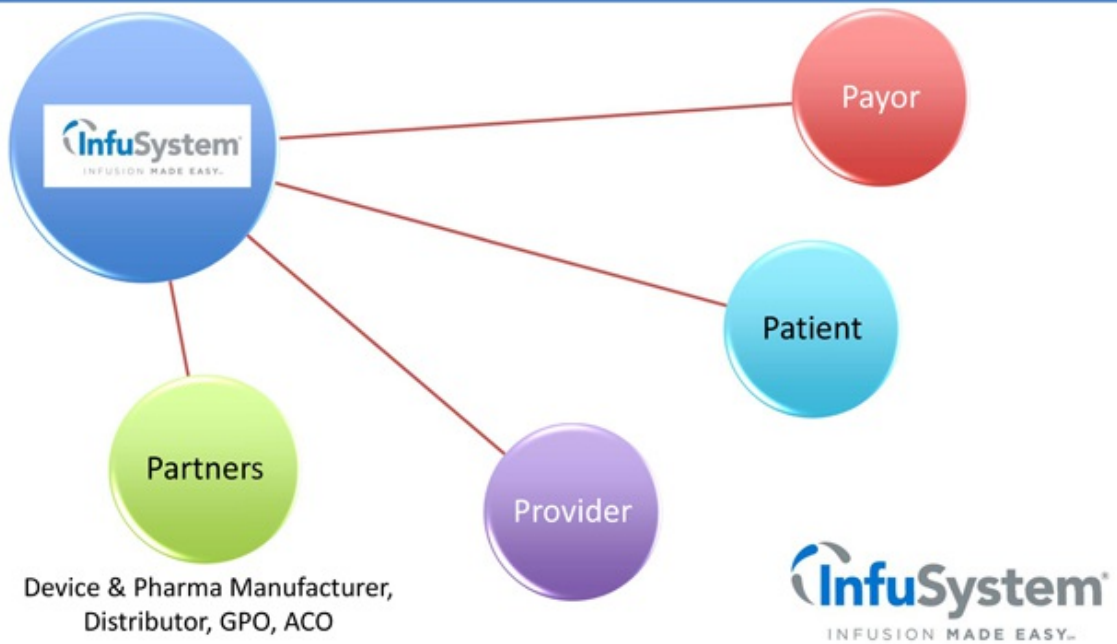 InfuSystem®
INFUSION MADE EASY
Payor
Patient
Partners
Provider
Device & Pharma Manufacturer,
Distributor, GPO, ACO
InfuSystem®
INFUSION MADE EASY